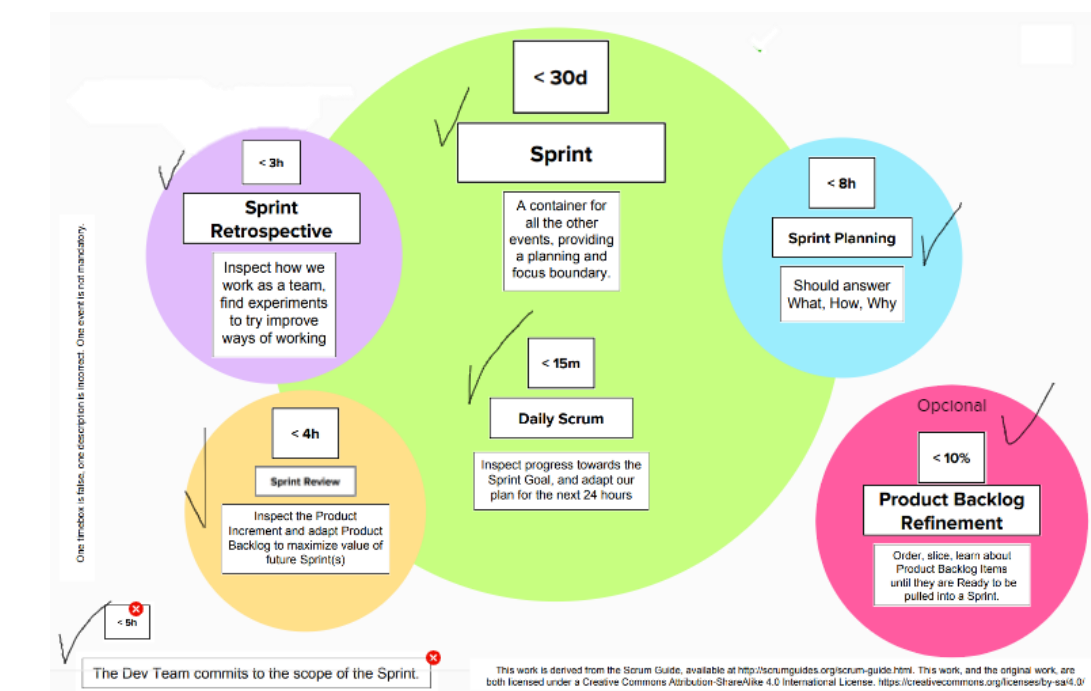 < 30d
Sprint
A container for
all the other
events, providing
a planning and
focus boundary.
< 3h
Sprint
Retrospective
Inspect how we
work as a team,
find experiments
to try improve
ways of working
< 8h
Sprint Planning
Should answer
What, How, Why
< 15m
Daily Scrum
Inspect progress towards the
Sprint Goal, and adapt our
plan for the next 24 hours
< 4h
Sprint Review
Inspect the Product
Increment and adapt Product
Backlog to maximize value of
future Sprint(s)
Opcional
< 10%
Product Backlog
Refinement
Order, slice, learn about
Product Backlog Items
until they are Ready to be
pulled into a Sprint.
One timebox is false, one description is incorrect. One event is not mandatory.
< 5h
The Dev Team commits to the scope of the Sprint.
This work is derived from the Scrum Guide, available at http://scrumguides.org/scrum-guide.html. This work, and the original work, are
both licensed under a Creative Commons Attribution-ShareAlike 4.0 International License. https://creativecommons.org/licenses/by-sa/4.0/